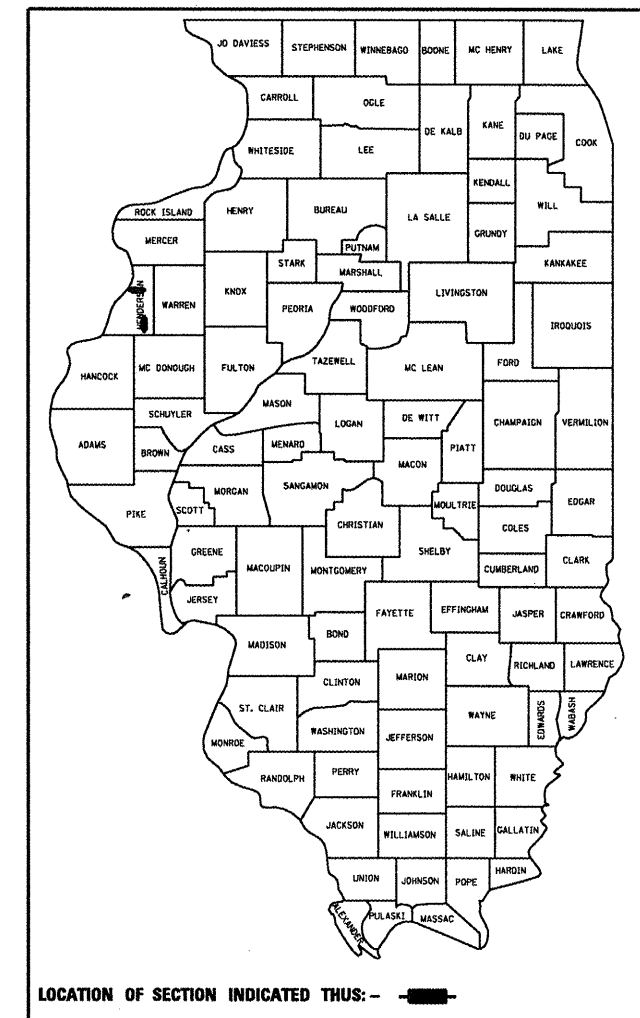 JO DAVIESS STEPHENSON WINNEBAGO BOONE MC HENRY LAKE
CARROLL OGLE DE KALB KANE DU PAGE COOK
WHITESIDE LEE
KENDALL
ROCK ISLAND HENRY BUREAU LA SALLE WILL
MERCER PUTNAM GRUNDY
STARK MARSHALL KANKAKEE
HENDERSON WARREN KNOX PEORIA WOODFORD LIVINGSTON
IROQUOIS
HANCOCK MC DONOUGH FULTON TAZEWELL MC LEAN FORD
MASON
SCHUYLER LOGAN DE WITT CHAMPAIGN VERMILION
ADAMS BROWN CASS MENARD MACON PIATT
PIKE SCOTT MORGAN SANGAMON MOULTRIE DOUGLAS EDGAR
CHRISTIAN COLES
CALHOUN GREENE MACOUPIN MONTGOMERY SHELBY CUMBERLAND CLARK
JERSEY
FAYETTE EFFINGHAM JASPER CRAWFORD
MADISON BOND
CLAY RICHLAND LAWRENCE
CLINTON MARION
ST. CLAIR WAYNE EDWARDS WABASH
MONROE WASHINGTON JEFFERSON
RANDOLPH PERRY HAMILTON WHITE
FRANKLIN
JACKSON WILLIAMSON SALINE GALLATIN
UNION JOHNSON POPE HARDIN
ALEXANDER PULASKI MASSAC
LOCATION OF SECTION INDICATED THUS: -